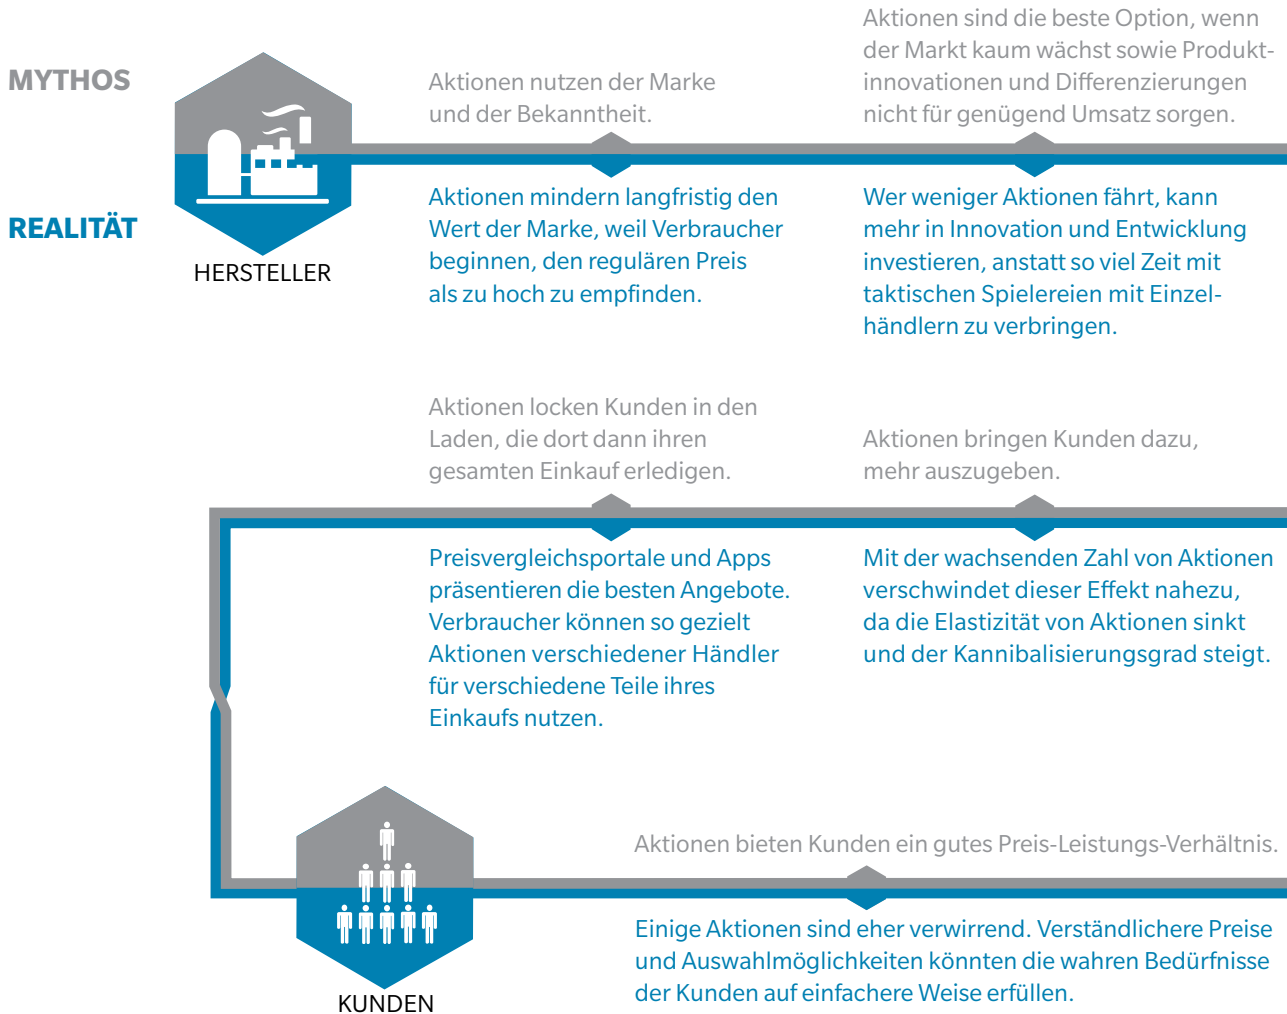 MYTHOS
REALITÄT
HERSTELLER
Aktionen nutzen der Marke
und der Bekanntheit.
Aktionen mindern langfristig den
Wert der Marke, weil Verbraucher
beginnen, den regulären Preis
als zu hoch zu empfinden.
Aktionen sind die beste Option, wenn
der Markt kaum wächst sowie Produkt-
innovationen und Differenzierungen
nicht für genügend Umsatz sorgen.
Wer weniger Aktionen fährt, kann
mehr in Innovation und Entwicklung
investieren, anstatt so viel Zeit mit
taktischen Spielereien mit Einzel-
händlern zu verbringen.
Aktionen locken Kunden in den
Laden, die dort dann ihren
gesamten Einkauf erledigen.
Preisvergleichsportale und Apps
präsentieren die besten Angebote.
Verbraucher können so gezielt
Aktionen verschiedener Händler
für verschiedene Teile ihres
Einkaufs nutzen.
Aktionen bringen Kunden dazu,
mehr auszugeben.
Mit der wachsenden Zahl von Aktionen
verschwindet dieser Effekt nahezu,
da die Elastizität von Aktionen sinkt
und der Kannibalisierungsgrad steigt.
KUNDEN
Aktionen bieten Kunden ein gutes Preis-Leistungs-Verhältnis.
Einige Aktionen sind eher verwirrend. Verständlichere Preise
und Auswahlmöglichkeiten könnten die wahren Bedürfnisse
der Kunden auf einfachere Weise erfüllen.